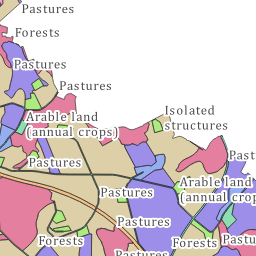 Pastures
Forests
Pastures
Pastures
Isolated
structures
Arable land
(annual crops)
Pastures
Past
Arable land
(annual crop
Pastures
Pastures
Forests
Forests
Pastu
Pastures